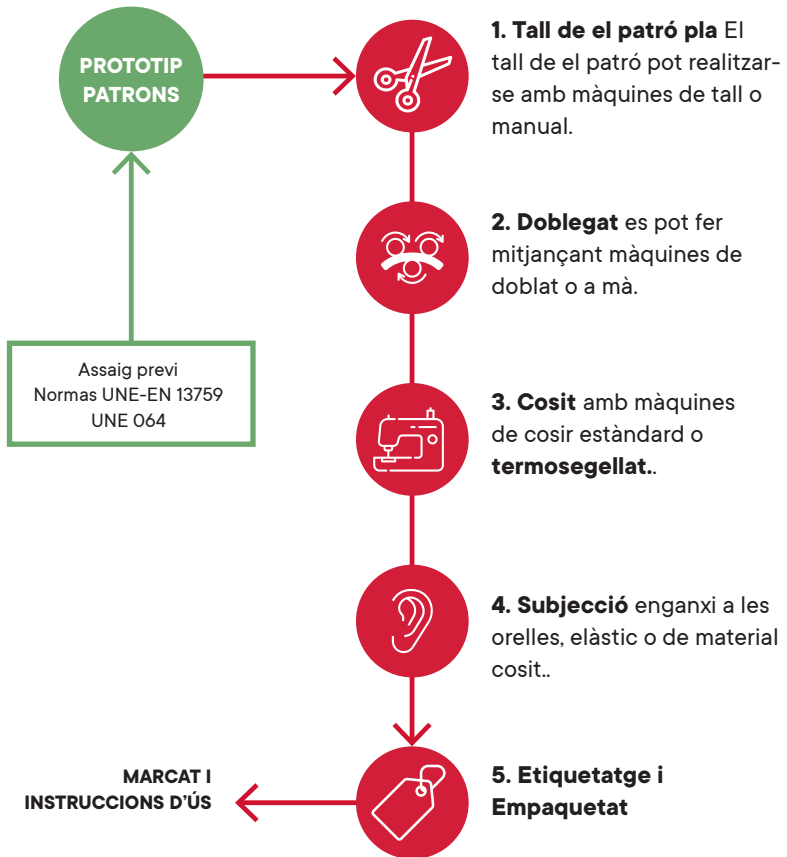 PROTOTIP
PATRONS
1. Tall de el patró pla El
tall de el patró pot realitzar-
se amb màquines de tall o
manual.
2. Doblegat es pot fer
mitjançant màquines de
doblat o a mà.
Assaig previ
Normas UNE-EN 13759
UNE 064
3. Cosit amb màquines
de cosir estàndard o
termosegellat..
4. Subjecció enganxi a les
orelles, elàstic o de material
cosit..
MARCAT I
INSTRUCCIONS D'ÚS
5. Etiquetatge i
Empaquetat